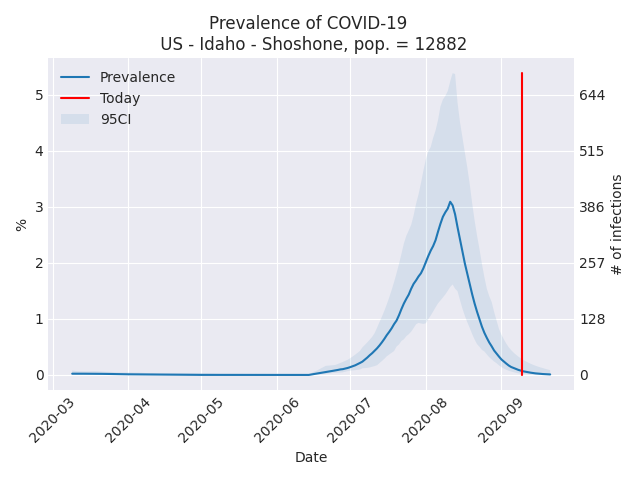 Prevalence of COVID-19
US - Idaho - Shoshone, pop. = 12882
Prevalence
Today
95CI
%
5
4
3
2
1
0
644
515
386
257
128
0
# of infections
2020-03
2020-04
2020-05
2020-06
2020-07
2020-08
2020-09
Date